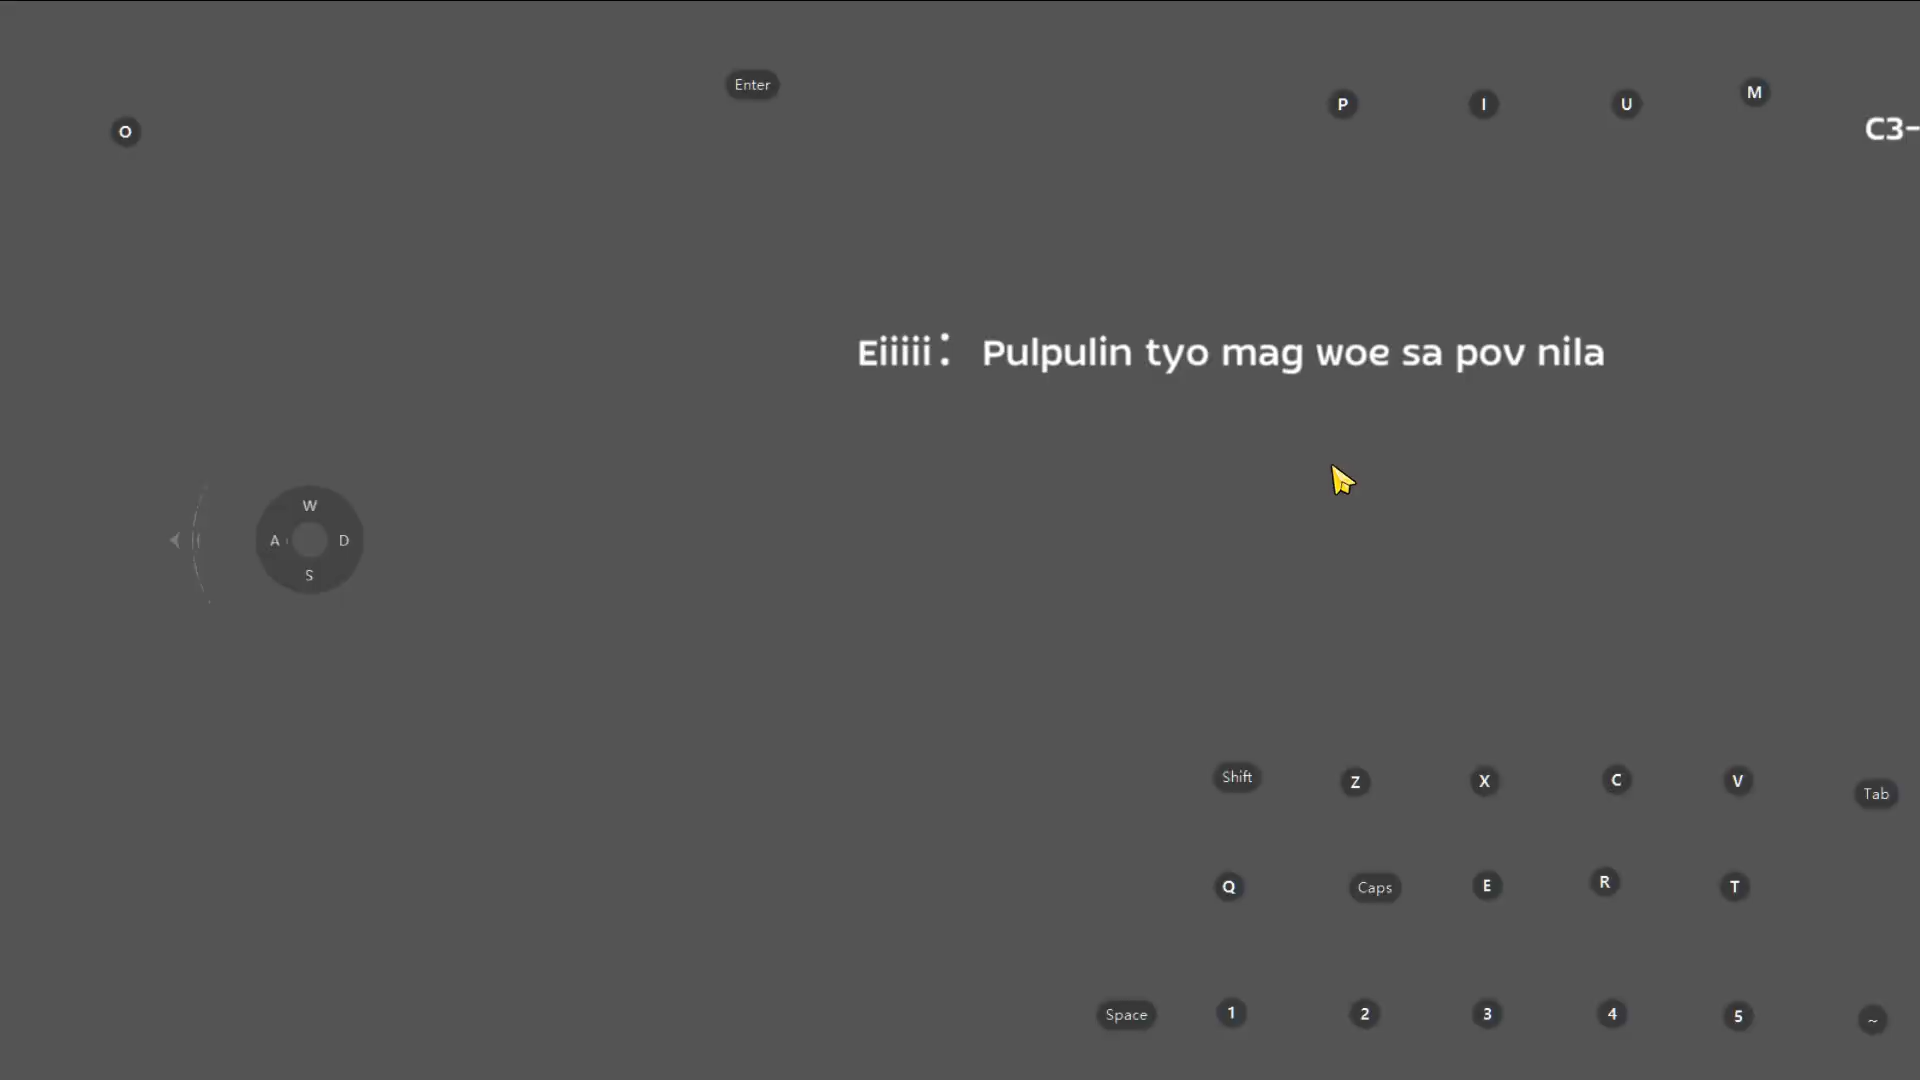 Enter
P I U M
O
C3-
Eiiiii： Pulpulin tyo mag woe sa pov nila
W
A D
S
Shift Z X C V Tab
Q Caps E R T
Space 1 2 3 4 5 ~